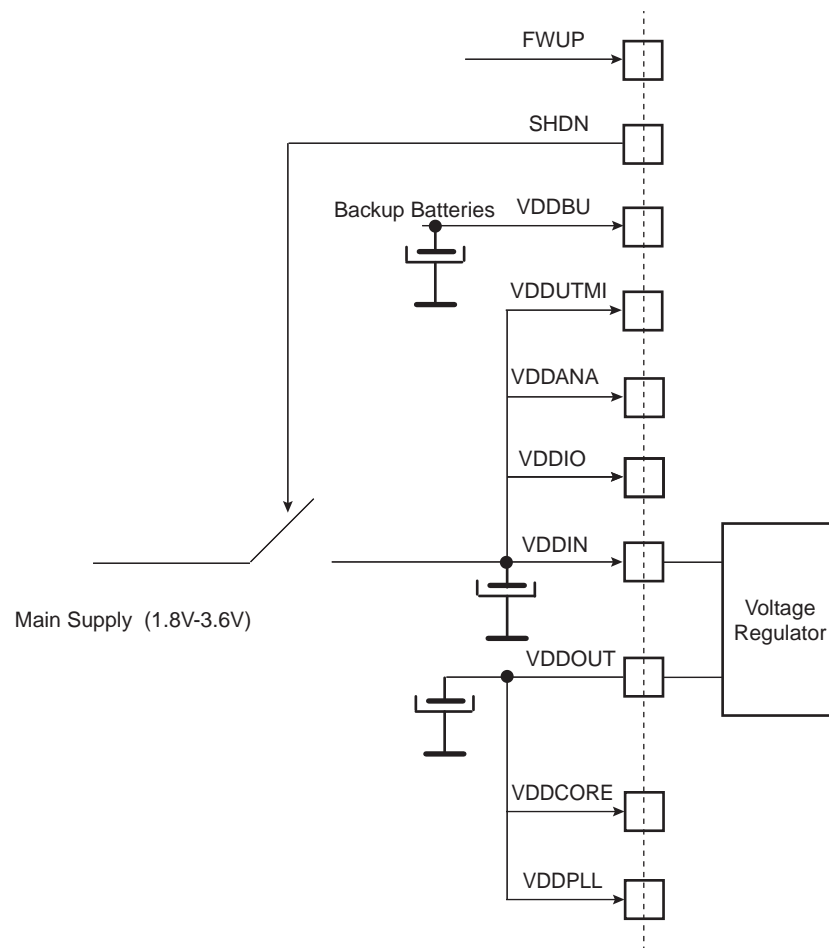 FWUP
SHDN
Backup Batteries
VDDBU
VDDUTMI
VDDANA
VDDIO
VDDIN
Main Supply (1.8V-3.6V)
Voltage
Regulator
VDDOUT
VDDCORE
VDDPLL